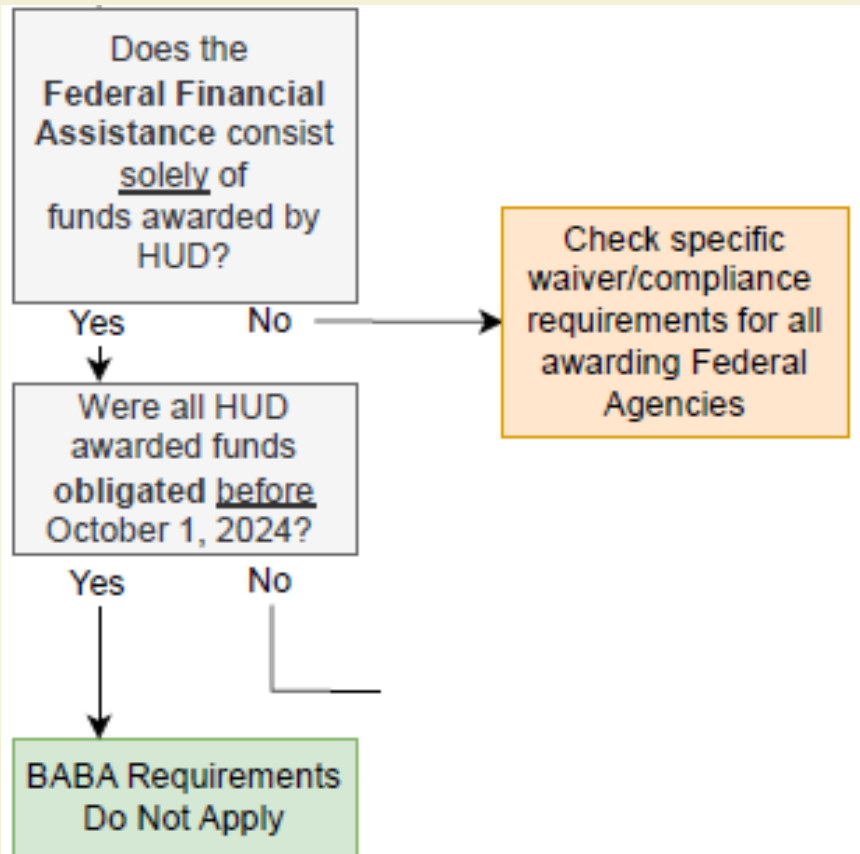 Does the
Federal Financial
Assistance consist
solely of
funds awarded by
HUD?
Yes
No
Check specific
waiver/compliance
requirements for all
awarding Federal
Agencies
Were all HUD
awarded funds
obligated before
October 1, 2024?
Yes
No
BABA Requirements
Do Not Apply